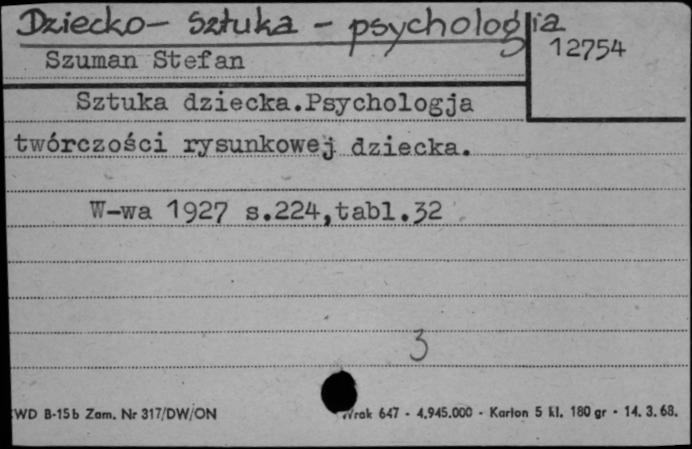 Dziecko – sztuka – psychologia
12754
Szuman Stefan
Sztuka dziecka.Psychologja
twórczości rysunkowej dziecka.
W-wa 1927 s.224,tabl.32
3
WD B-15b Zam. Nr 317/DW/ON 647 - 4.945.000 - Karton 5 kl. 180 gr - 14. 3. 68.